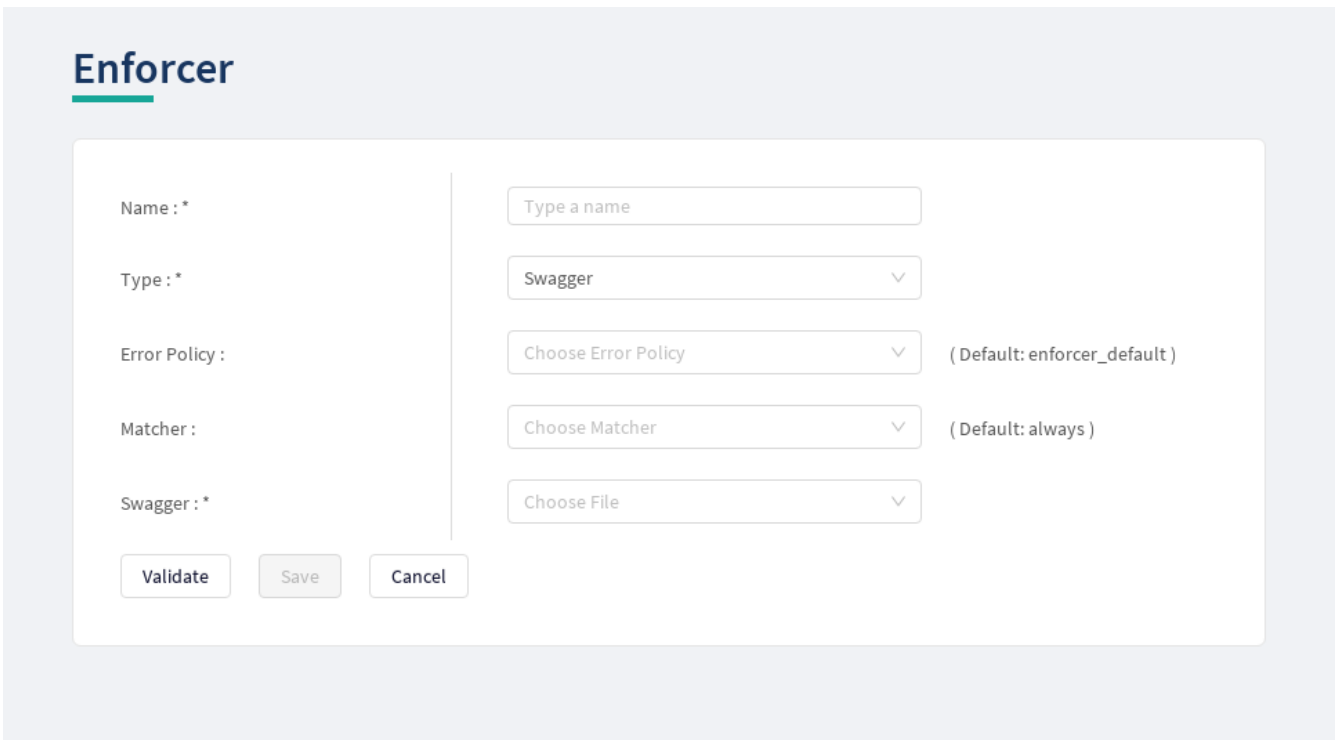 Enforcer
Name : * Type a name
Type : * Swagger
Error Policy : Choose Error Policy ( Default: enforcer_default )
Matcher : Choose Matcher ( Default: always )
Swagger : * Choose File
Validate Save Cancel